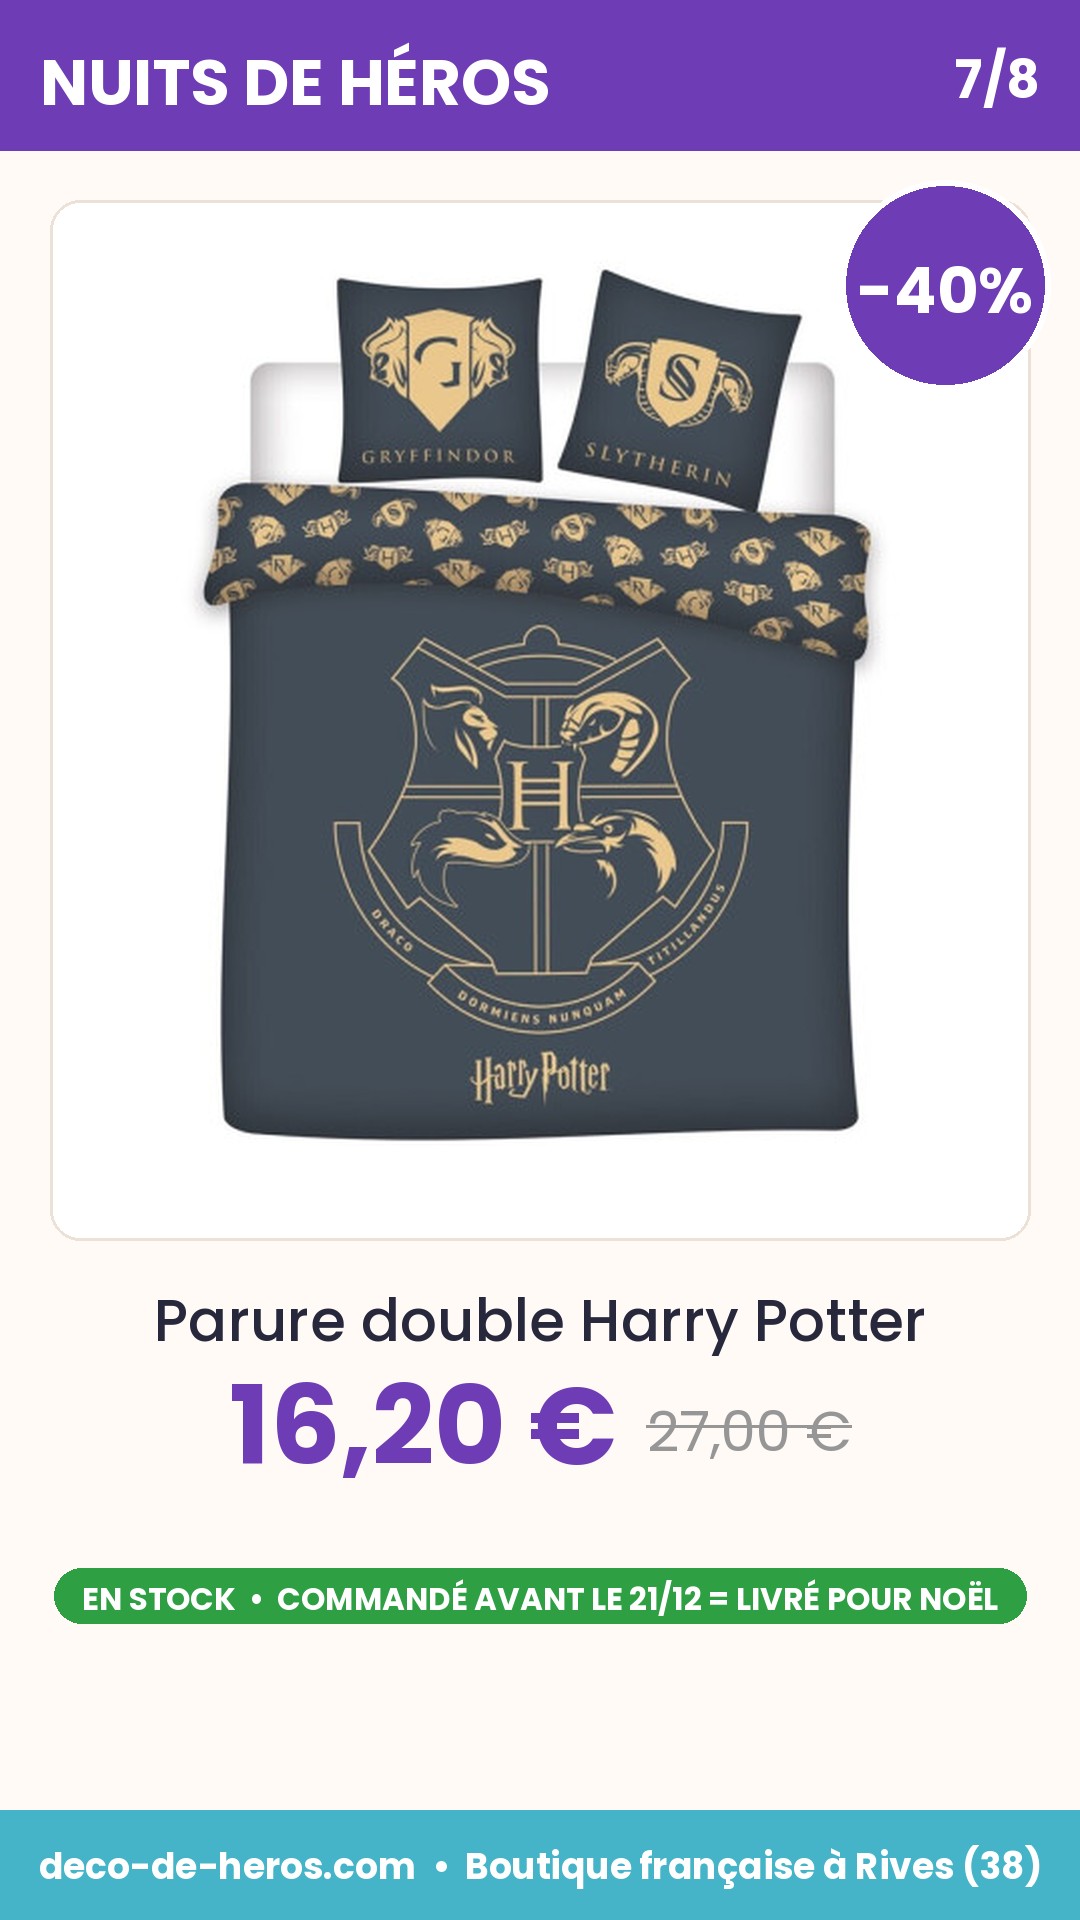 NUITS DE HÉROS
7/8
-40%
G
GRYFFINDOR
S
SLYTHERIN
H
DRACO
DORMIENS NUNQUAM
TITILLANDUS
Harry Potter
Parure double Harry Potter
16,20 € 27,00 €
EN STOCK • COMMANDÉ AVANT LE 21/12 = LIVRÉ POUR NOËL
deco-de-heros.com • Boutique française à Rives (38)